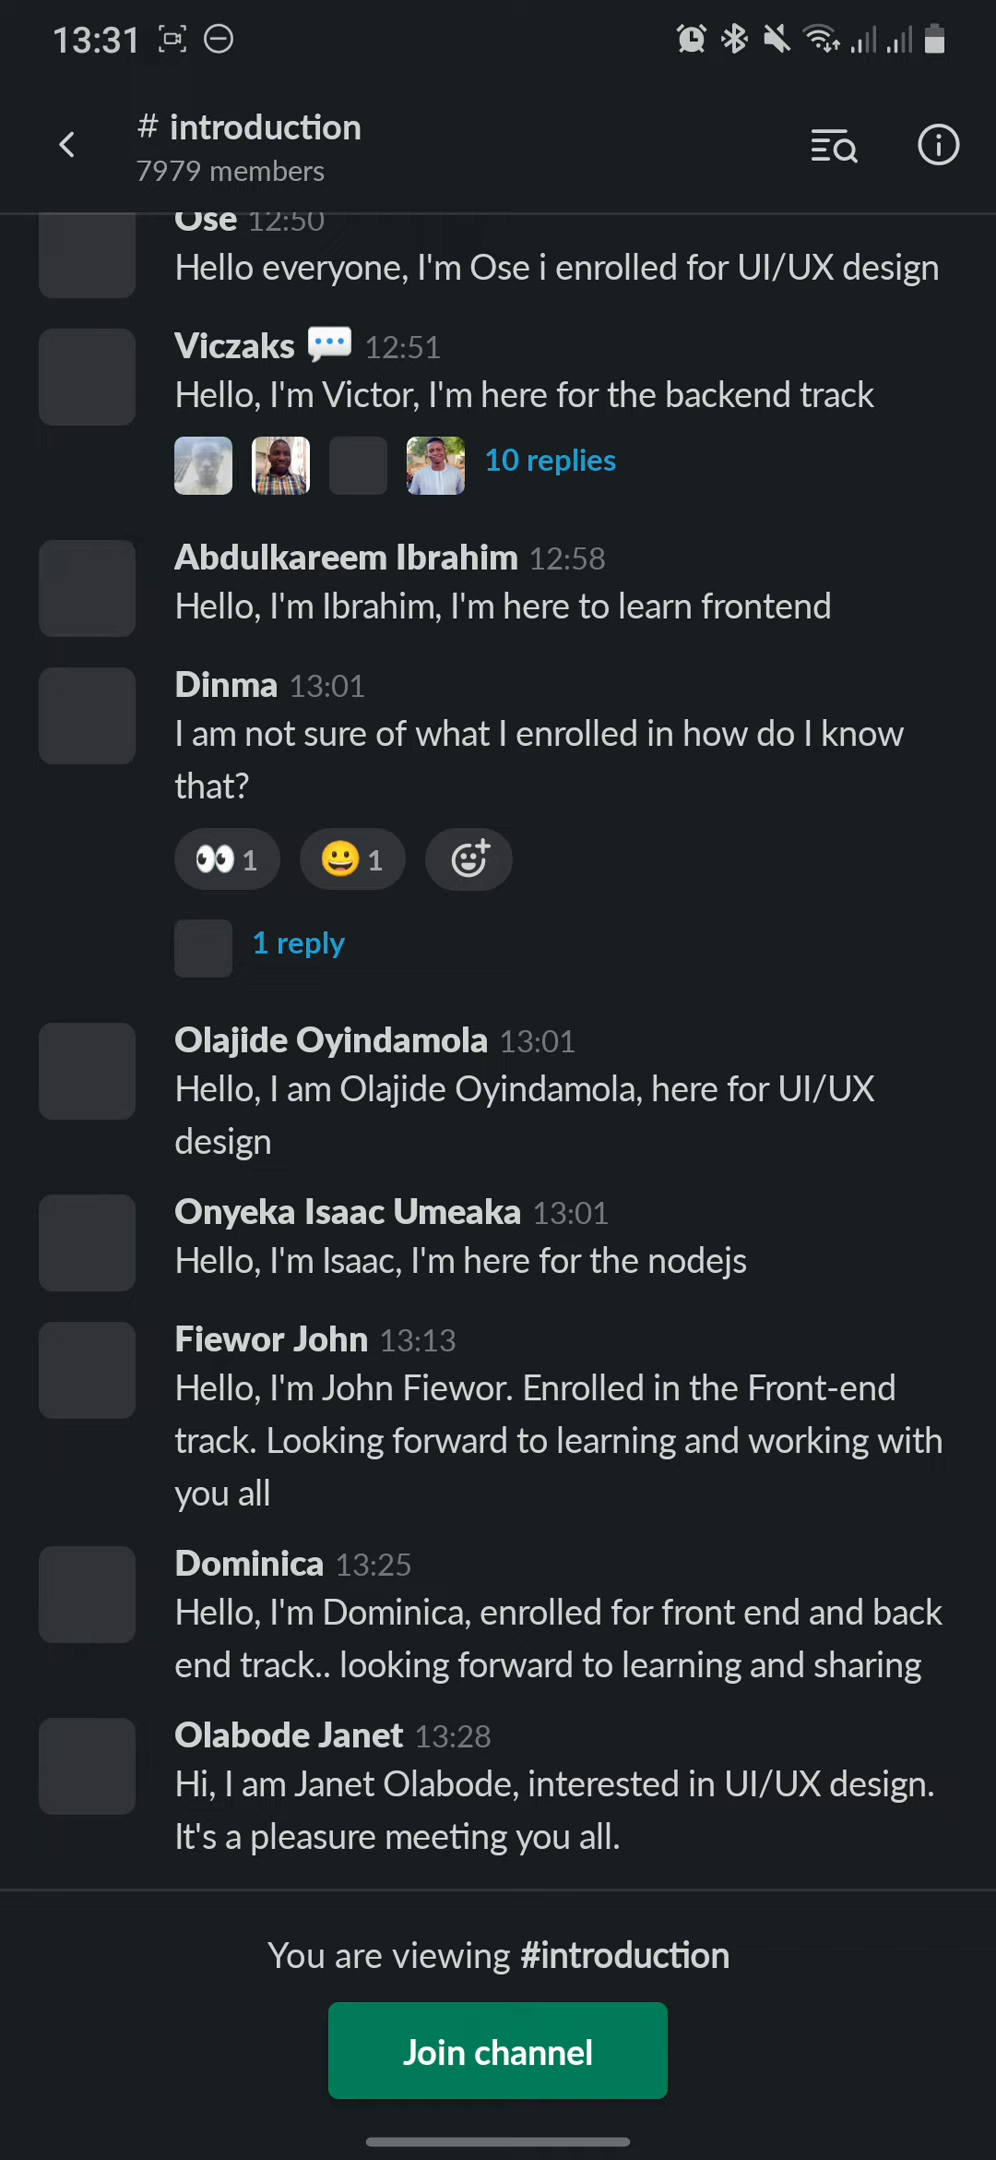 13:31
# introduction
7979 members
Ose 12:50
Hello everyone, I'm Ose i enrolled for UI/UX design
Viczaks 💬 12:51
Hello, I'm Victor, I'm here for the backend track
10 replies
Abdulkareem Ibrahim 12:58
Hello, I'm Ibrahim, I'm here to learn frontend
Dinma 13:01
I am not sure of what I enrolled in how do I know
that?
👀 1 😀 1
1 reply
Olajide Oyindamola 13:01
Hello, I am Olajide Oyindamola, here for UI/UX
design
Onyeka Isaac Umeaka 13:01
Hello, I'm Isaac, I'm here for the nodejs
Fiewor John 13:13
Hello, I'm John Fiewor. Enrolled in the Front-end
track. Looking forward to learning and working with
you all
Dominica 13:25
Hello, I'm Dominica, enrolled for front end and back
end track.. looking forward to learning and sharing
Olabode Janet 13:28
Hi, I am Janet Olabode, interested in UI/UX design.
It's a pleasure meeting you all.
You are viewing #introduction
Join channel